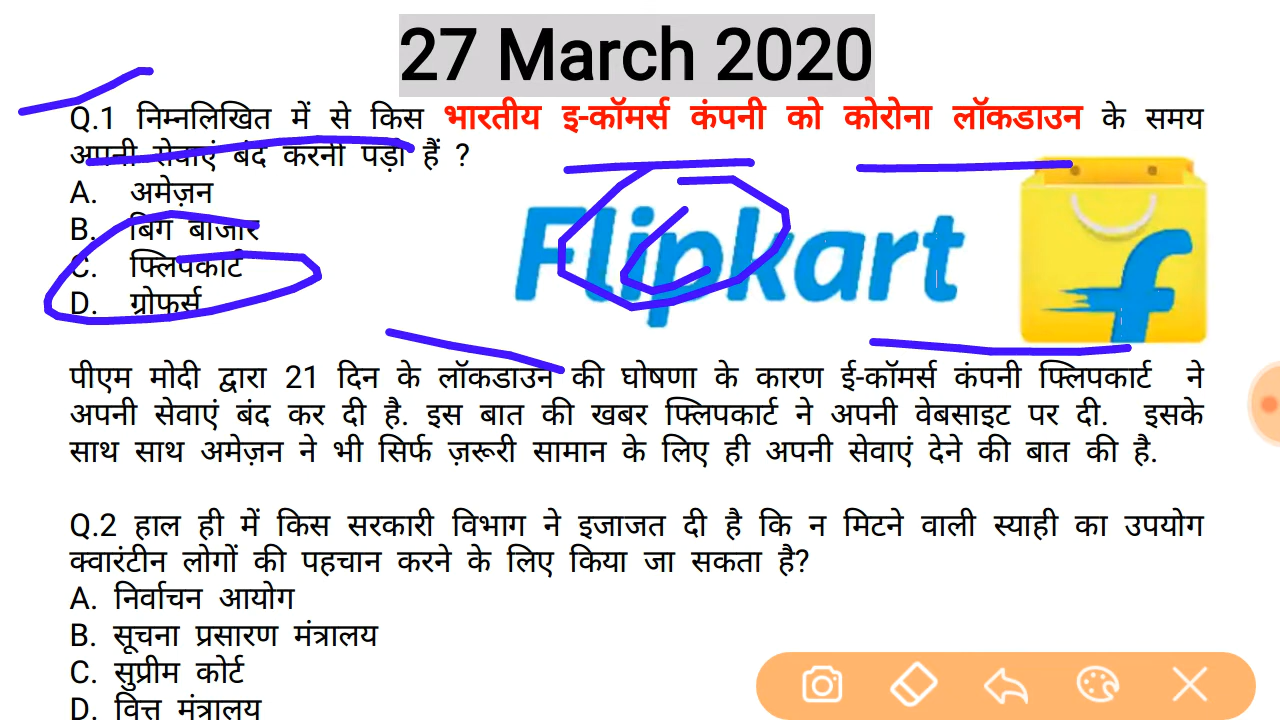 27 March 2020
Q.1 निम्नलिखित में से किस भारतीय इ-कॉमर्स कंपनी को कोरोना लॉकडाउन के समय
अपनी सेवाएं बंद करनी पड़ी हैं ?
A. अमेज़न
B. बिग बाजार
C. फ्लिपकार्ट
D. ग्रोफर्स
Flipkart
f
पीएम मोदी द्वारा 21 दिन के लॉकडाउन की घोषणा के कारण ई-कॉमर्स कंपनी फ्लिपकार्ट ने
अपनी सेवाएं बंद कर दी है. इस बात की खबर फ्लिपकार्ट ने अपनी वेबसाइट पर दी. इसके
साथ साथ अमेज़न ने भी सिर्फ ज़रूरी सामान के लिए ही अपनी सेवाएं देने की बात की है.
Q.2 हाल ही में किस सरकारी विभाग ने इजाजत दी है कि न मिटने वाली स्याही का उपयोग
क्वारंटीन लोगों की पहचान करने के लिए किया जा सकता है?
A. निर्वाचन आयोग
B. सूचना प्रसारण मंत्रालय
C. सुप्रीम कोर्ट
D. वित्त मंत्रालय